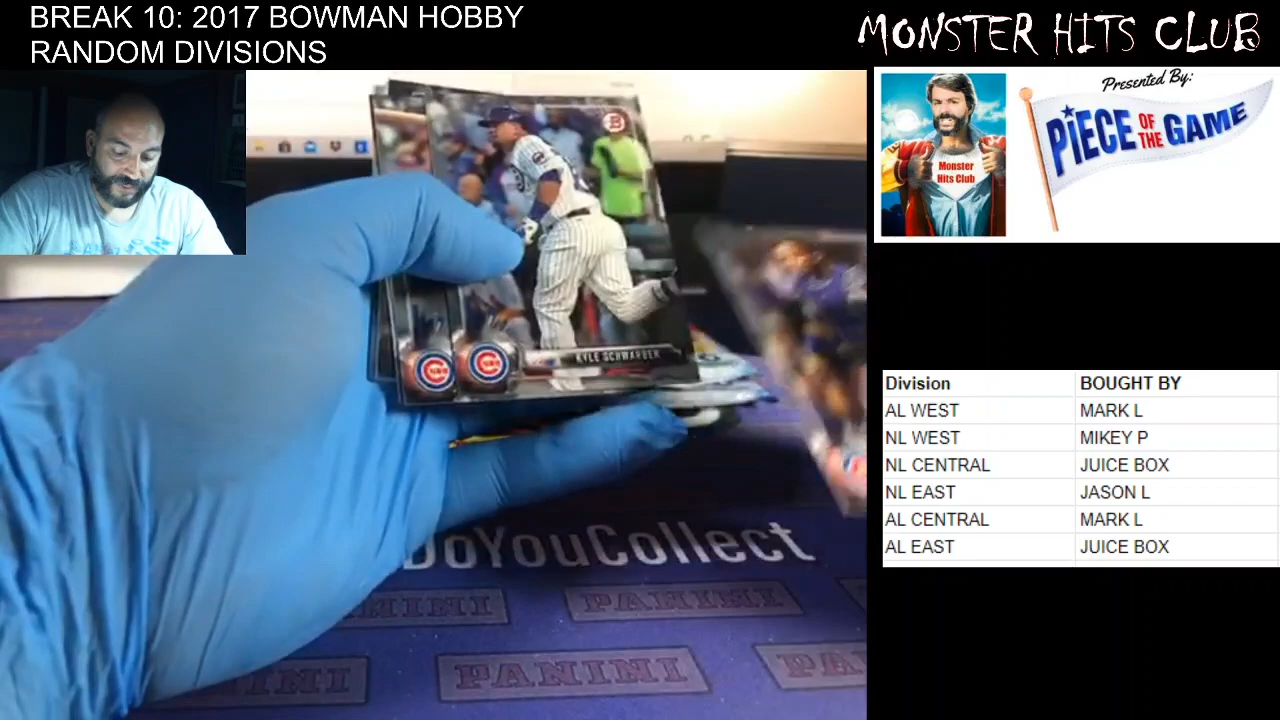 BREAK 10: 2017 BOWMAN HOBBY
RANDOM DIVISIONS
MONSTER HITS CLUB
Presented By:
PIECE OF THE GAME
Monster
Hits Club
KYLE SCHWARBER
Division BOUGHT BY
AL WEST MARK L
NL WEST MIKEY P
NL CENTRAL JUICE BOX
NL EAST JASON L
AL CENTRAL MARK L
AL EAST JUICE BOX
DoYouCollect
PANINI PANINI
PANINI PANINI PA